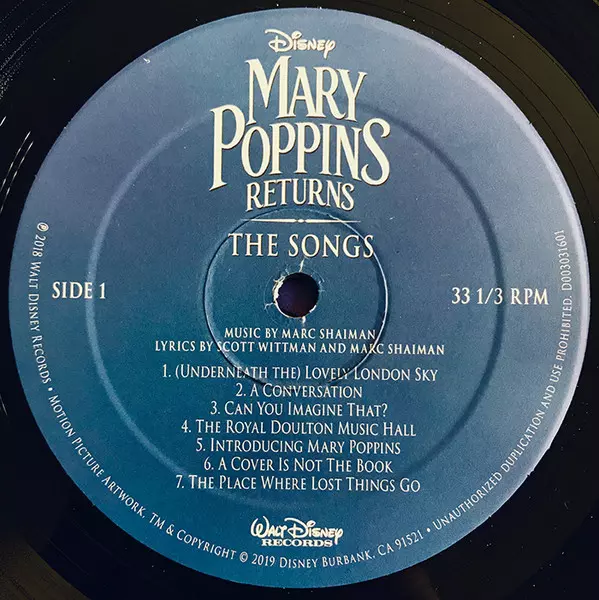 Disney
MARY
POPPINS
RETURNS
THE SONGS
SIDE 1
33 1/3 RPM
MUSIC BY MARC SHAIMAN
LYRICS BY SCOTT WITTMAN AND MARC SHAIMAN
1. (UNDERNEATH THE) LOVELY LONDON SKY
2. A CONVERSATION
3. CAN YOU IMAGINE THAT?
4. THE ROYAL DOULTON MUSIC HALL
5. INTRODUCING MARY POPPINS
6. A COVER IS NOT THE BOOK
7. THE PLACE WHERE LOST THINGS GO
WALT DISNEY
RECORDS
℗ 2018 WALT DISNEY RECORDS • MOTION PICTURE ARTWORK, TM & COPYRIGHT © 2019 DISNEY BURBANK, CA 91521 • UNAUTHORIZED DUPLICATION AND USE PROHIBITED. D003031601